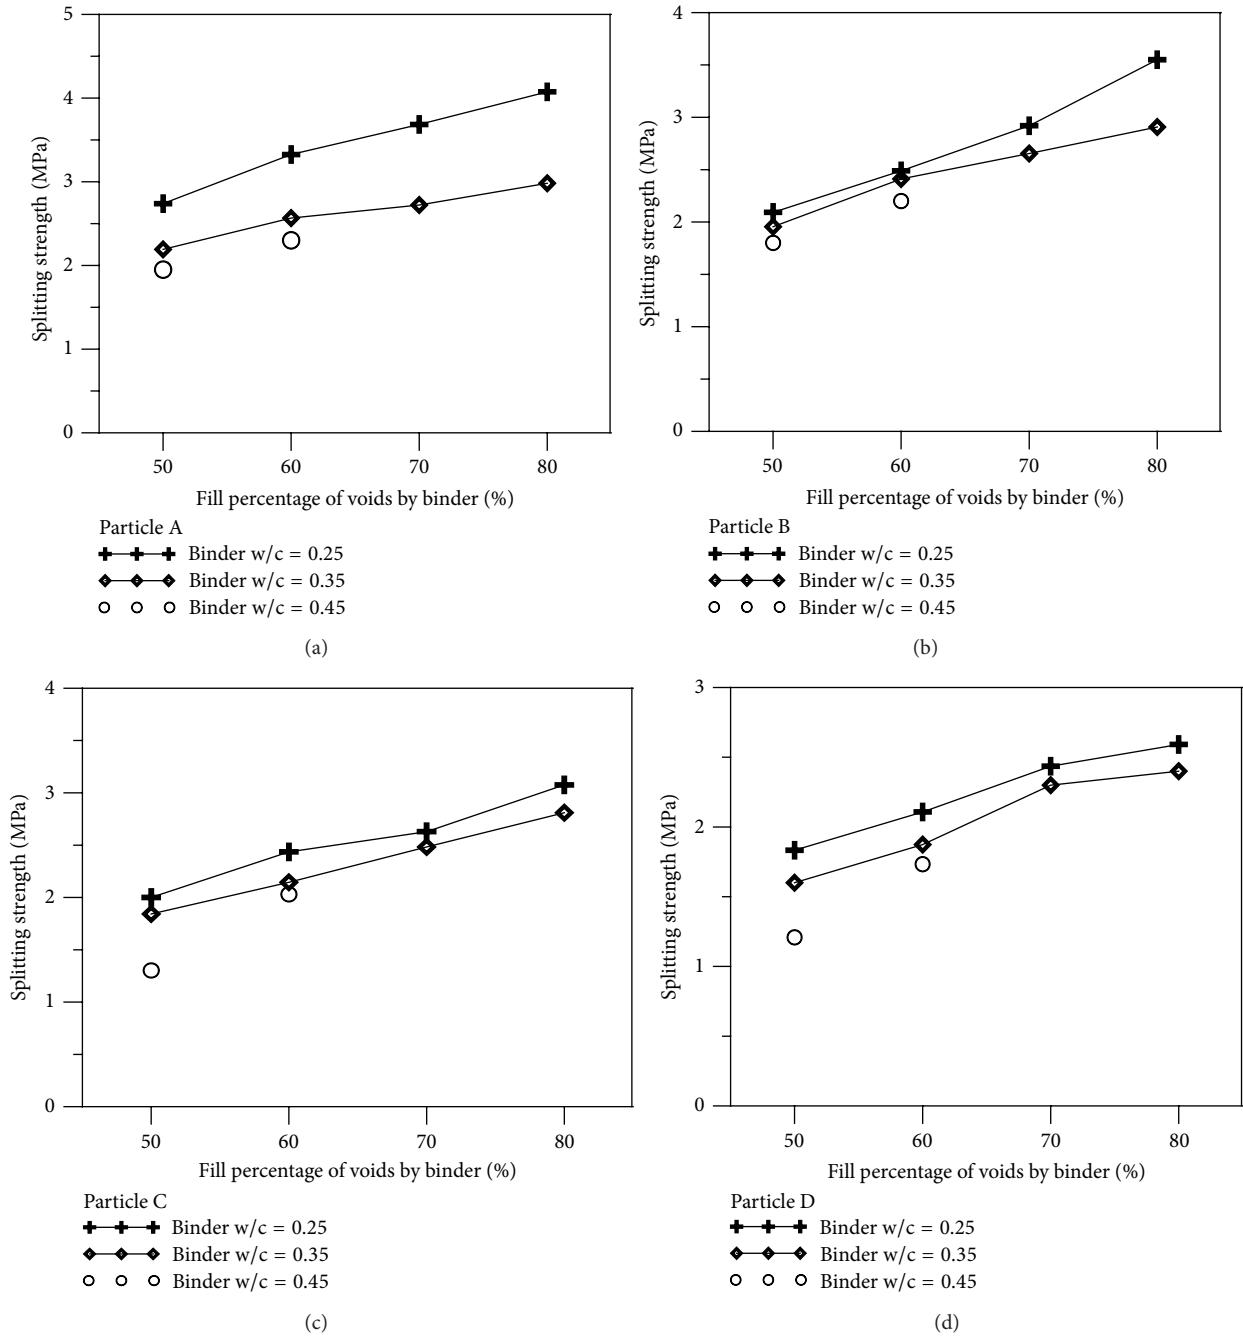 5
4
3
2
1
0
Splitting strength (MPa)
50 60 70 80
Fill percentage of voids by binder (%)
Particle A
Binder w/c = 0.25
Binder w/c = 0.35
Binder w/c = 0.45
(a)
4
3
2
1
0
Splitting strength (MPa)
50 60 70 80
Fill percentage of voids by binder (%)
Particle B
Binder w/c = 0.25
Binder w/c = 0.35
Binder w/c = 0.45
(b)
4
3
2
1
0
Splitting strength (MPa)
50 60 70 80
Fill percentage of voids by binder (%)
Particle C
Binder w/c = 0.25
Binder w/c = 0.35
Binder w/c = 0.45
(c)
3
2
1
0
Splitting strength (MPa)
50 60 70 80
Fill percentage of voids by binder (%)
Particle D
Binder w/c = 0.25
Binder w/c = 0.35
Binder w/c = 0.45
(d)